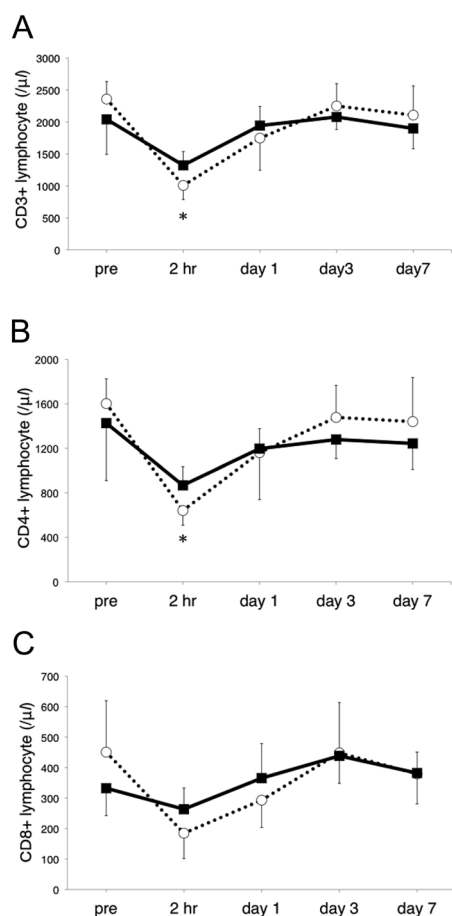 A
CD3+ lymphocyte (/μl)
3000
2500
2000
1500
1000
500
0
*
pre 2 hr day 1 day3 day7
B
CD4+ lymphocyte (/μl)
2000
1600
1200
800
400
0
*
pre 2 hr day 1 day 3 day 7
C
CD8+ lymphocyte (/μl)
700
600
500
400
300
200
100
0
pre 2 hr day 1 day 3 day 7